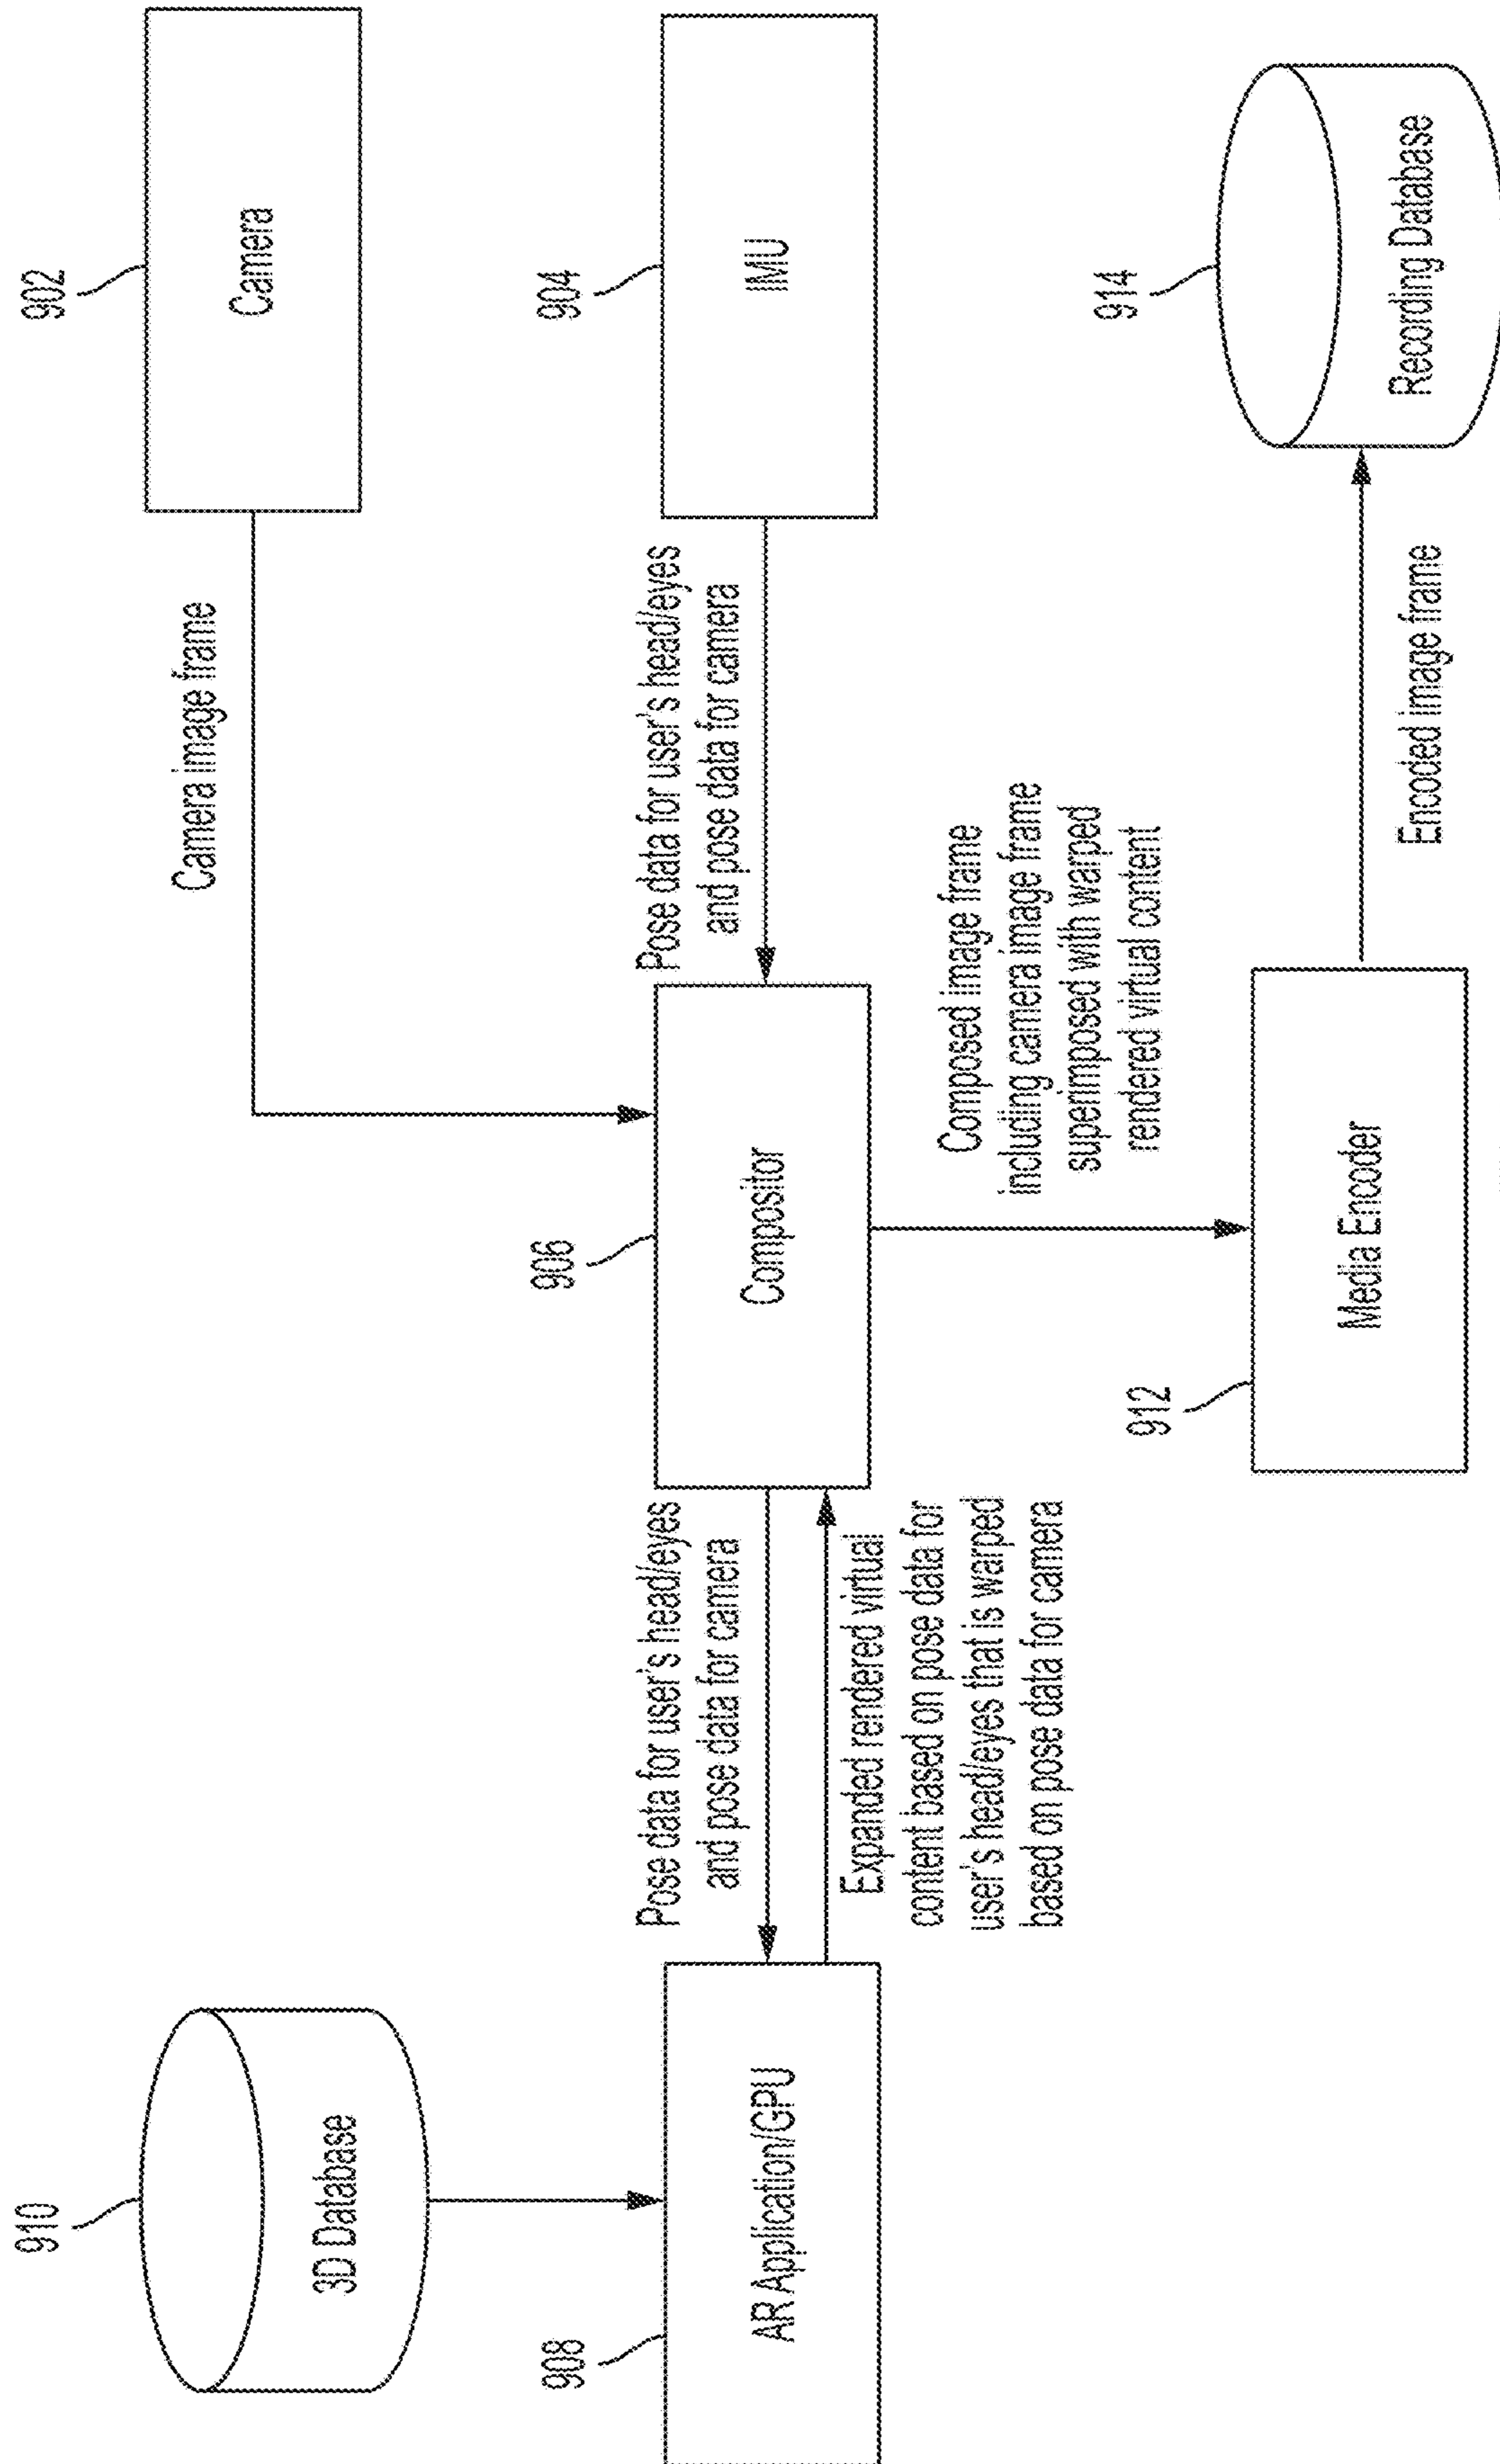 910
3D Database
908
AR Application/GPU
Pose data for user's head/eyes
and pose data for camera
Expanded rendered virtual
content based on pose data for
user's head/eyes that is warped
based on pose data for camera
906
Compositor
Camera image frame
902
Camera
Pose data for user's head/eyes
and pose data for camera
904
IMU
Composed image frame
including camera image frame
superimposed with warped
rendered virtual content
912
Media Encoder
Encoded image frame
914
Recording Database